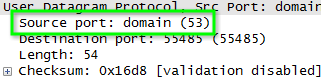 User Datagram Protocol, Src Port: domain
Source port: domain (53)
Destination port: 55485 (55485)
Length: 54
Checksum: 0x16d8 [validation disabled]